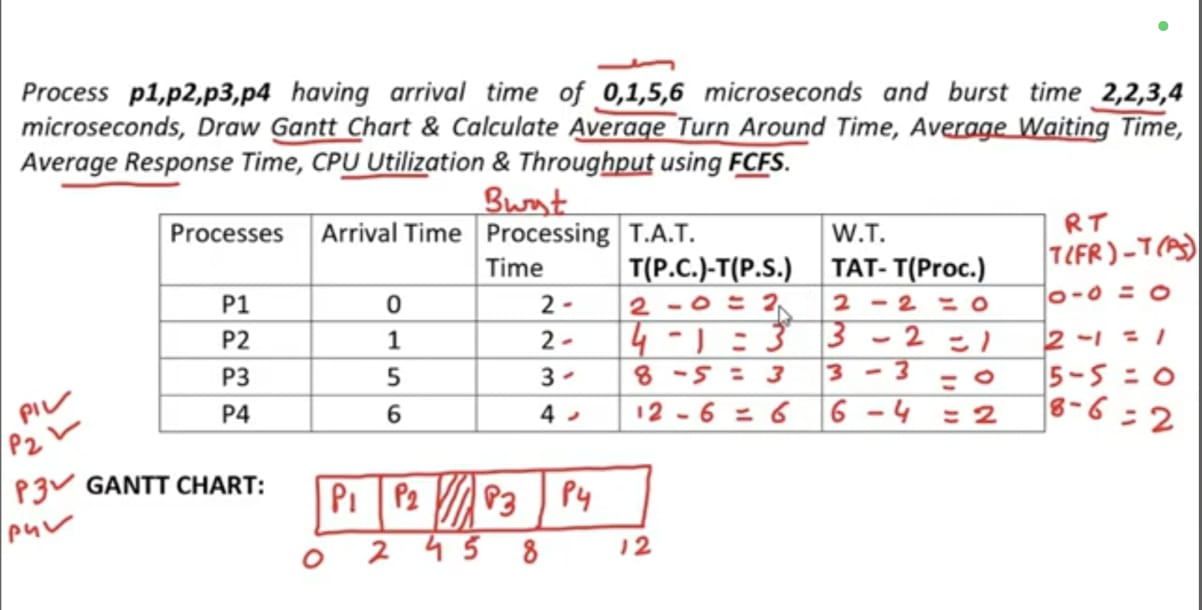 Process p1,p2,p3,p4 having arrival time of 0,1,5,6 microseconds and burst time 2,2,3,4
microseconds, Draw Gantt Chart & Calculate Average Turn Around Time, Average Waiting Time,
Average Response Time, CPU Utilization & Throughput using FCFS.
Burst
Processes Arrival Time Processing Time T.A.T. T(P.C.)-T(P.S.) W.T. TAT- T(Proc.) RT T(FR)-T(PS)
P1 0 2 - 2 - 0 = 2 2 - 2 = 0 0-0 = 0
P2 1 2 - 4 - 1 = 3 3 - 2 = 1 2-1 = 1
P3 5 3 - 8 - 5 = 3 3 - 3 = 0 5-5 = 0
P4 6 4 - 12 - 6 = 6 6 - 4 = 2 8-6 = 2
P1✓
P2✓
P3✓
P4✓
GANTT CHART:
P1 P2 P3 P4
0 2 4 5 8 12